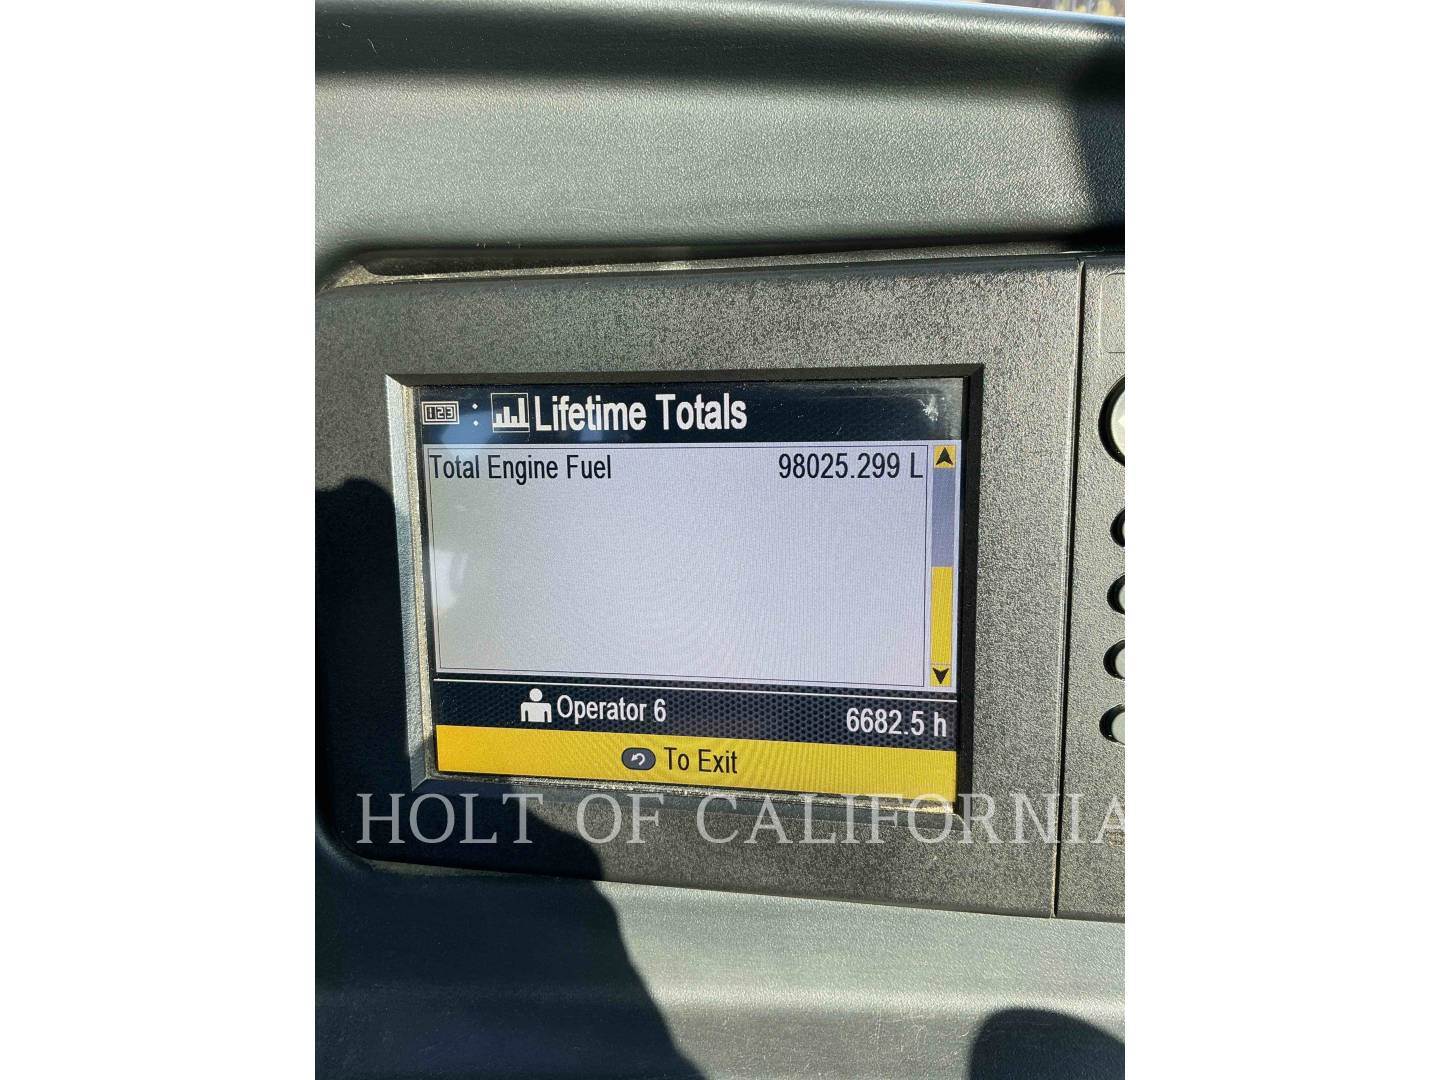 123 : Lifetime Totals
Total Engine Fuel 98025.299 L
Operator 6 6682.5 h
To Exit
HOLT OF CALIFORNIA